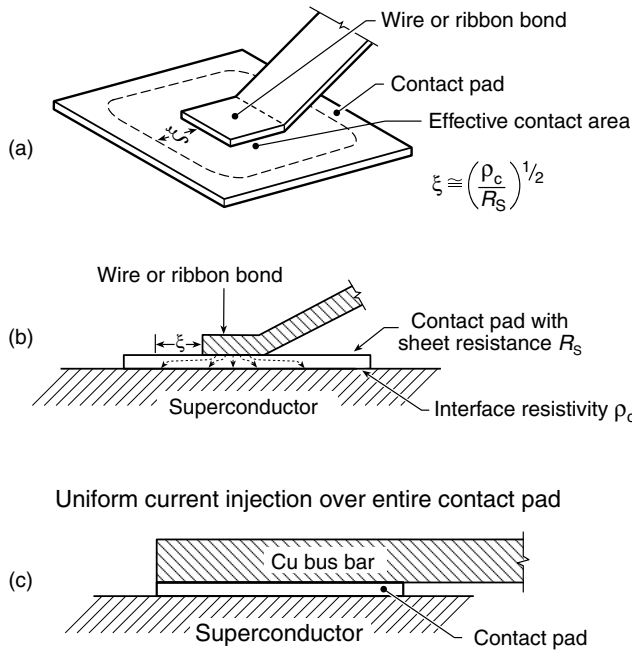 Wire or ribbon bond
Contact pad
Effective contact area
(a)
ξ
ξ ≅ (ρc/RS)^1/2
Wire or ribbon bond
(b)
ξ
Contact pad with
sheet resistance RS
Superconductor
Interface resistivity ρc
Uniform current injection over entire contact pad
Cu bus bar
(c)
Superconductor
Contact pad